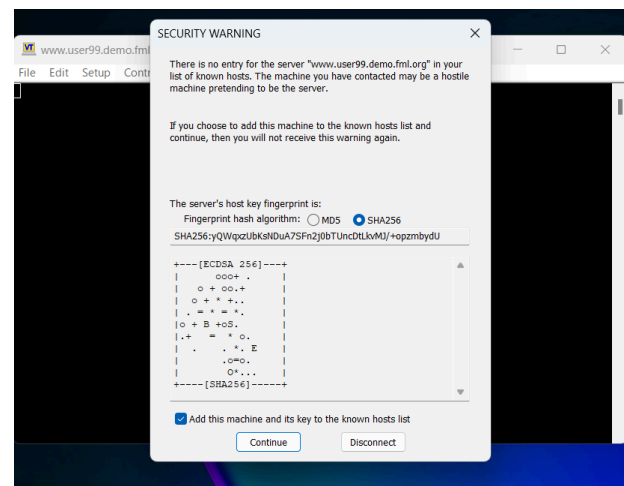 SECURITY WARNING
www.user99.demo.fml
File Edit Setup Contr
There is no entry for the server "www.user99.demo.fml.org" in your
list of known hosts. The machine you have contacted may be a hostile
machine pretending to be the server.
If you choose to add this machine to the known hosts list and
continue, then you will not receive this warning again.
The server's host key fingerprint is:
Fingerprint hash algorithm: MD5 SHA256
SHA256:yQWqxzUbKsNDuA7SFn2j0bTUncDtLkvMJ/+opzmbydU
+---[ECDSA 256]---+
|      ooo+ .     |
|   o + oo.+      |
|  o + * +..      |
| . = * = *.      |
|o + B +oS.       |
|.+   =  * o.     |
|  .    . *. E    |
|       .o=o.     |
|        O*...    |
+----[SHA256]-----+
Add this machine and its key to the known hosts list
Continue Disconnect